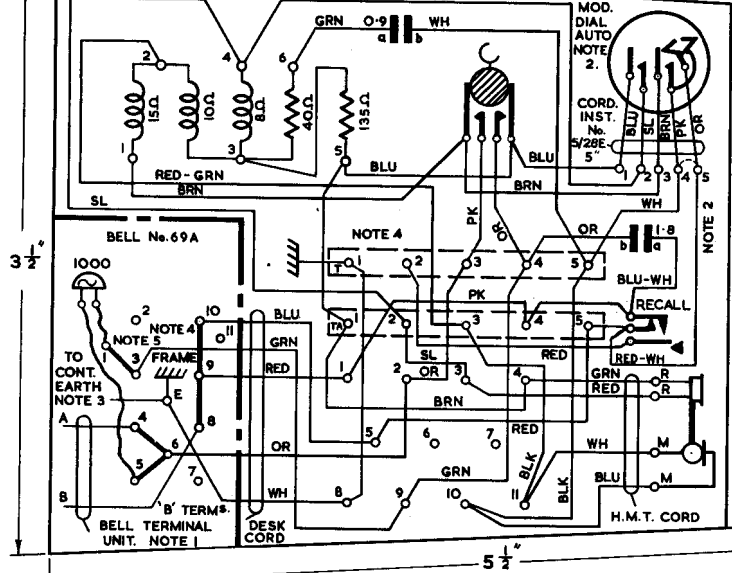 MOD.
DIAL
AUTO
NOTE
2.
GRN
0·9
WH
a
b
2
4
6
15Ω
10Ω
8Ω
40Ω
135Ω
CORD.
INST.
No.
5/28E
5"
BLU
SL
BRN
PK
OR
1
3
5
BLU
BLU
1
2
3
4
5
RED-GRN
BRN
BRN
SL
PK
OR
WH
NOTE 2
BELL No. 69A
NOTE 4
OR
1·8
b
a
3 1/2"
1000
T
1
2
3
4
5
BLU-WH
PK
RECALL
2
10
NOTE 4
11
BLU
TA
1
2
3
4
5
NOTE 5
1
3
FRAME
GRN
RED
RED-WH
TO
CONT.
EARTH
NOTE 3
9
RED
1
SL
2
OR
3
4
GRN
R
RED
R
E
BRN
A
4
8
5
6
7
RED
6
OR
WH
M
5
7
BLK
BLK
B
'B' TERMS.
WH
8
9
GRN
10
11
BLU
M
BELL TERMINAL
UNIT. NOTE 1
DESK
CORD
H.M.T. CORD
5 1/2"